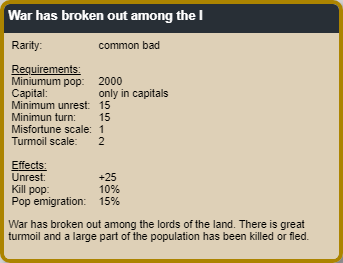 War has broken out among the l
Rarity: common bad
Requirements:
Miniumum pop: 2000
Capital: only in capitals
Minimum unrest: 15
Minimun turn: 15
Misfortune scale: 1
Turmoil scale: 2
Effects:
Unrest: +25
Kill pop: 10%
Pop emigration: 15%
War has broken out among the lords of the land. There is great
turmoil and a large part of the population has been killed or fled.